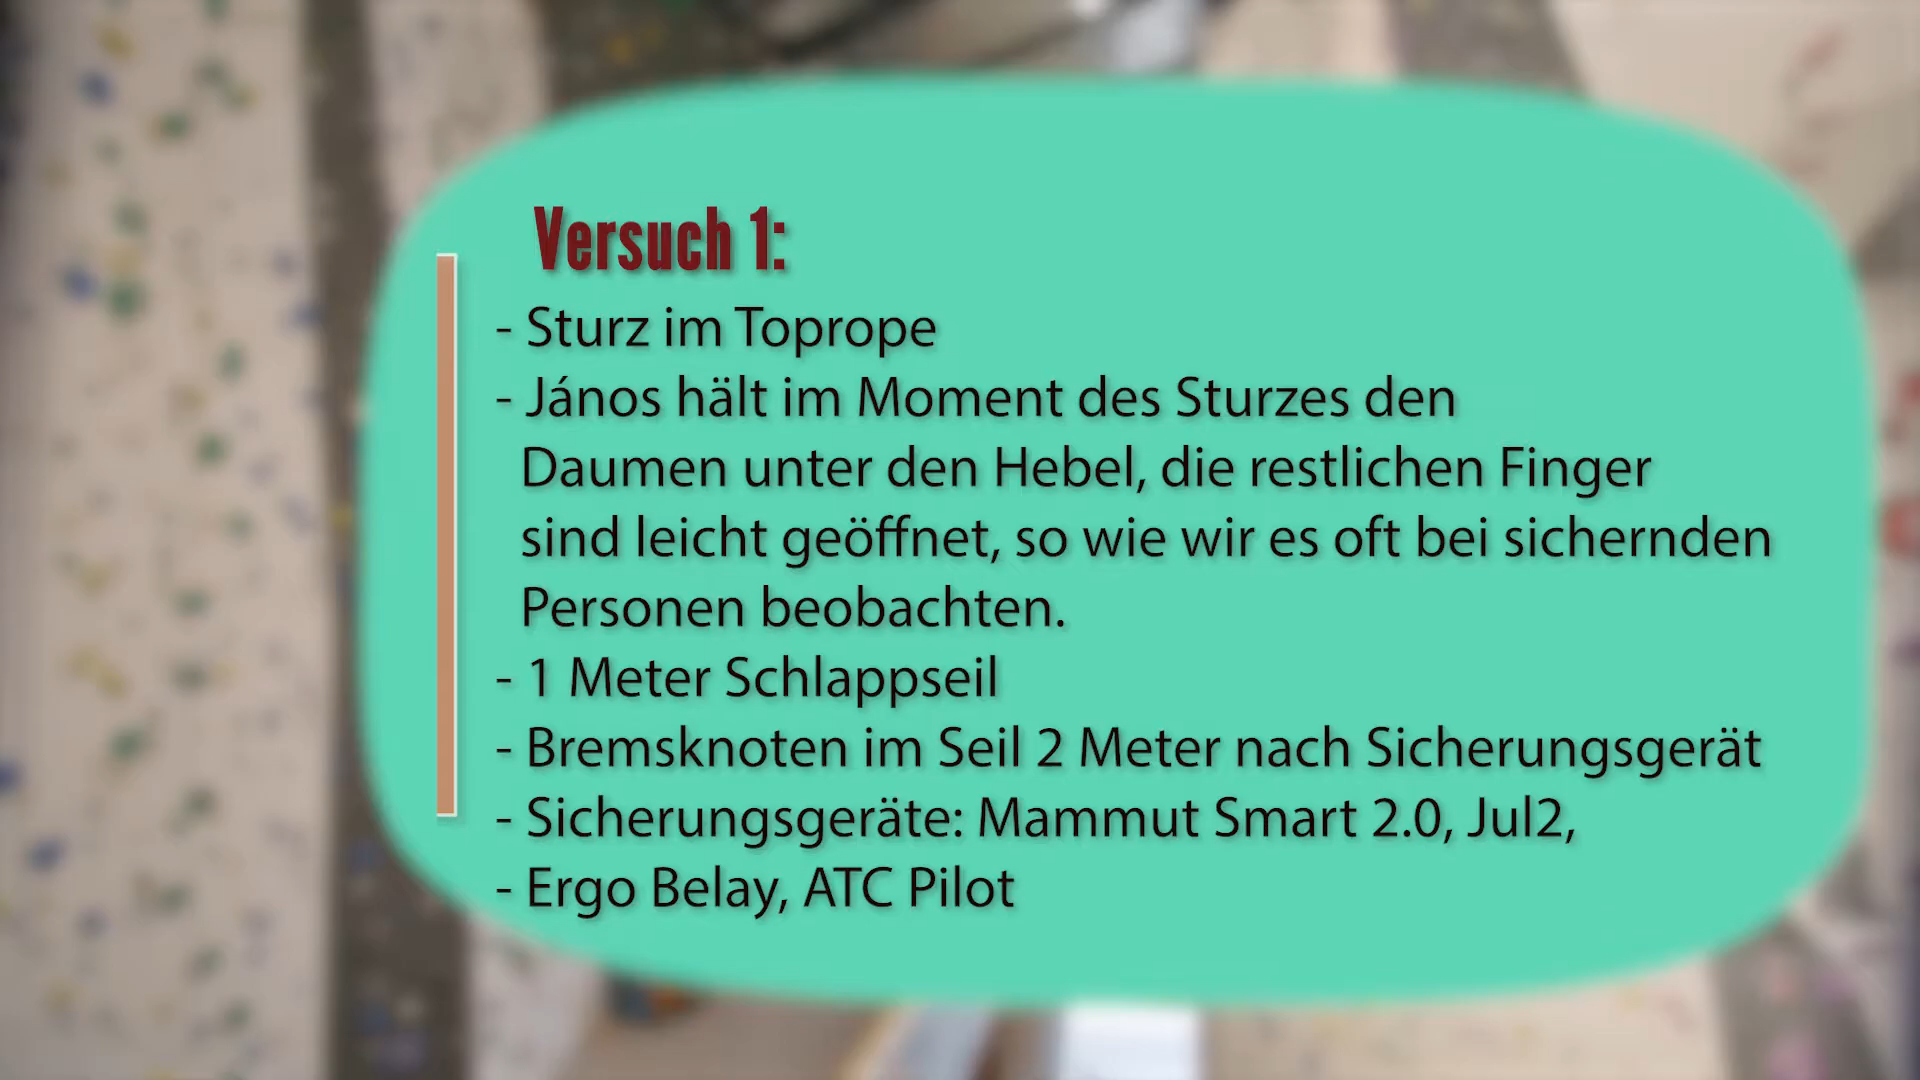 Versuch 1:
- Sturz im Toprope
- János hält im Moment des Sturzes den
Daumen unter den Hebel, die restlichen Finger
sind leicht geöffnet, so wie wir es oft bei sichernden
Personen beobachten.
- 1 Meter Schlappseil
- Bremsknoten im Seil 2 Meter nach Sicherungsgerät
- Sicherungsgeräte: Mammut Smart 2.0, Jul2,
- Ergo Belay, ATC Pilot